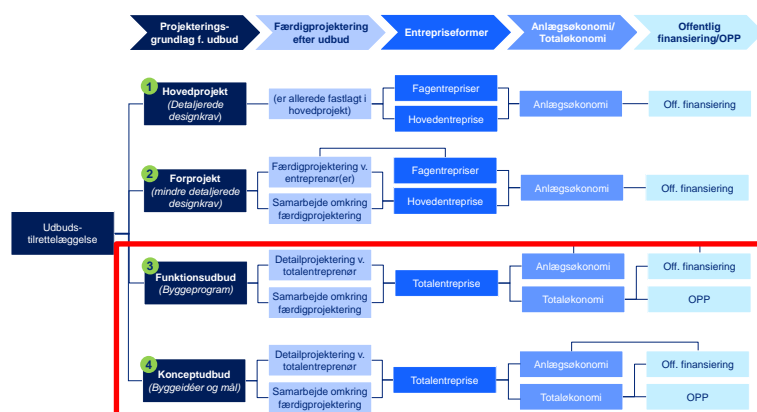 Projekterings-
grundlag f. udbud
Færdigprojektering
efter udbud
Entrepriseformer
Anlægsøkonomi/
Totaløkonomi
Offentlig
finansiering/OPP
1
Hovedprojekt
(Detaljerede
designkrav)
(er allerede fastlagt i
hovedprojekt)
Fagentrepriser
Hovedentreprise
Anlægsøkonomi
Off. finansiering
2
Forprojekt
(mindre detaljerede
designkrav)
Færdigprojektering v.
entreprenør(er)
Samarbejde omkring
færdigprojektering
Fagentrepriser
Hovedentreprise
Anlægsøkonomi
Off. finansiering
Udbuds-
tilrettelæggelse
3
Funktionsudbud
(Byggeprogram)
Detailprojektering v.
totalentreprenør
Samarbejde omkring
færdigprojektering
Totalentreprise
Anlægsøkonomi
Totaløkonomi
Off. finansiering
OPP
4
Konceptudbud
(Byggeidéer og mål)
Detailprojektering v.
totalentreprenør
Samarbejde omkring
færdigprojektering
Totalentreprise
Anlægsøkonomi
Totaløkonomi
Off. finansiering
OPP